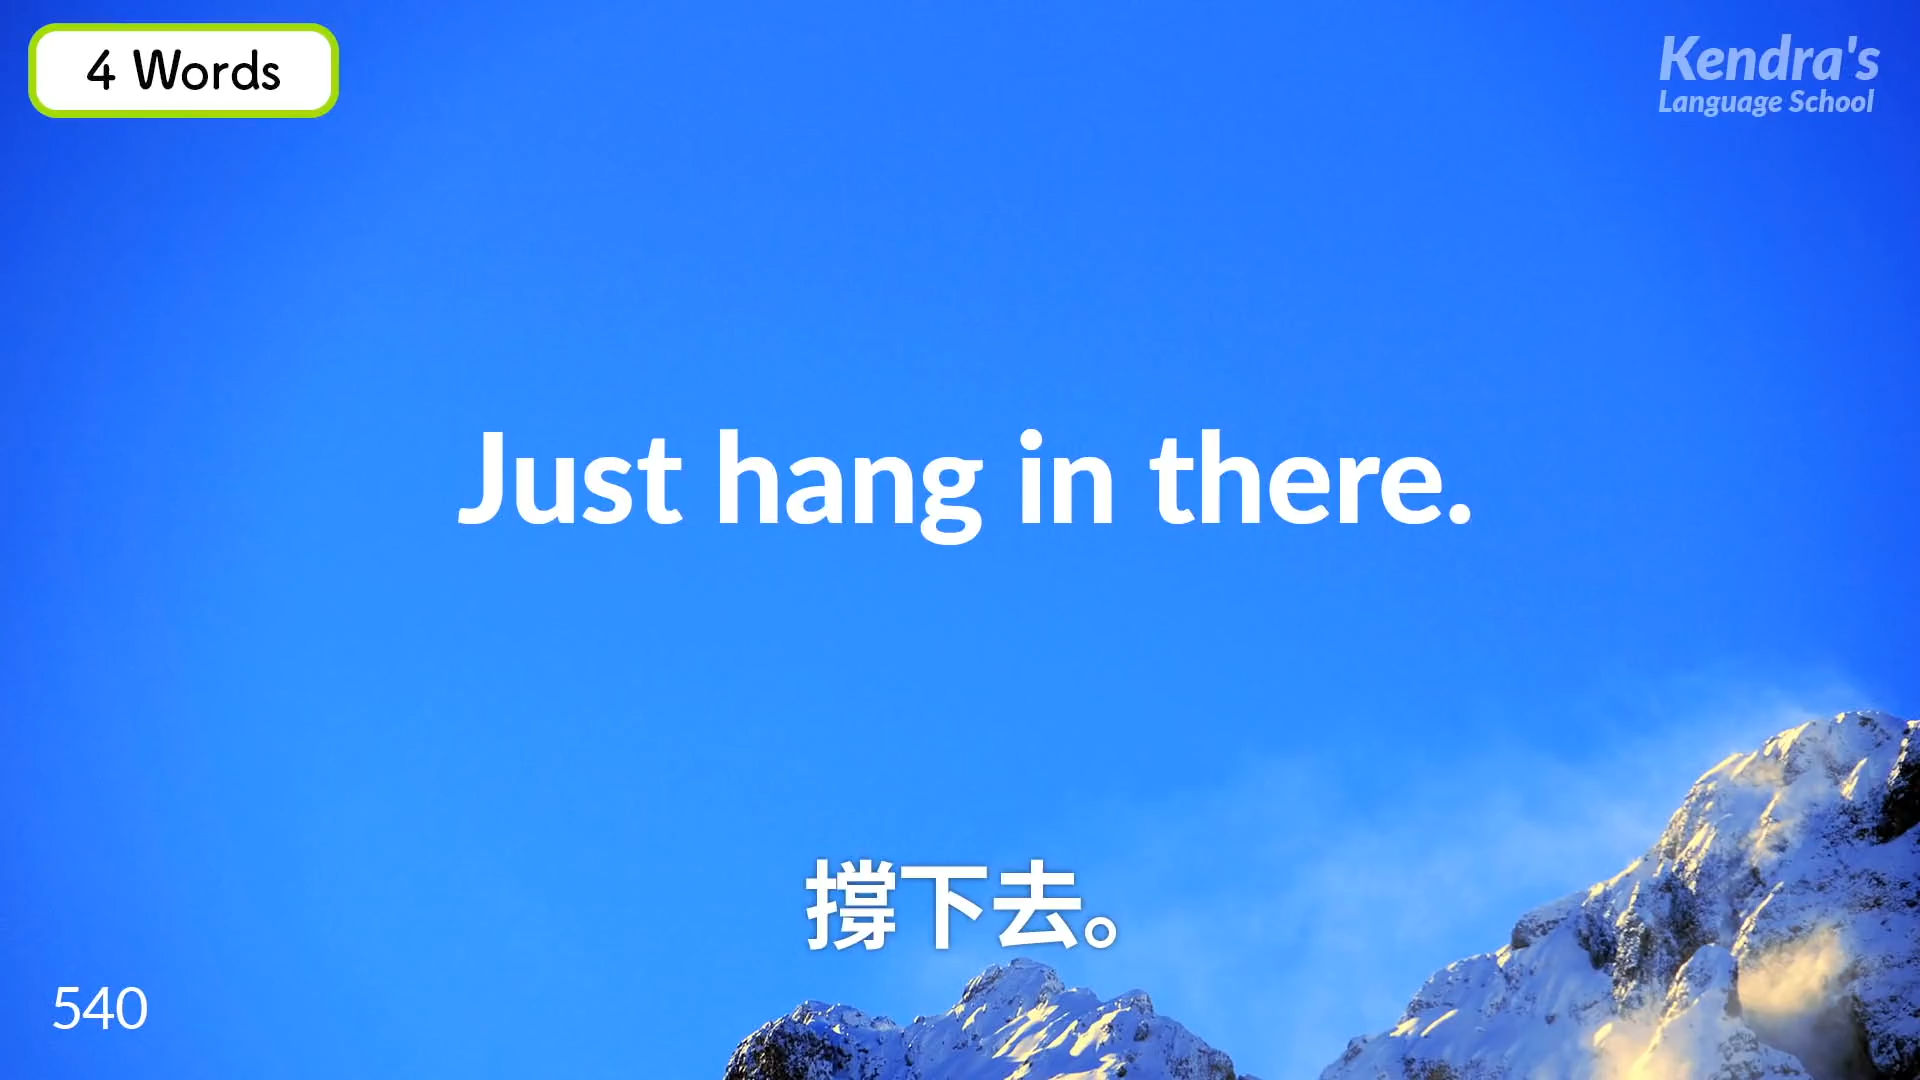 4 Words
Kendra's
Language School
Just hang in there.
撐下去。
540